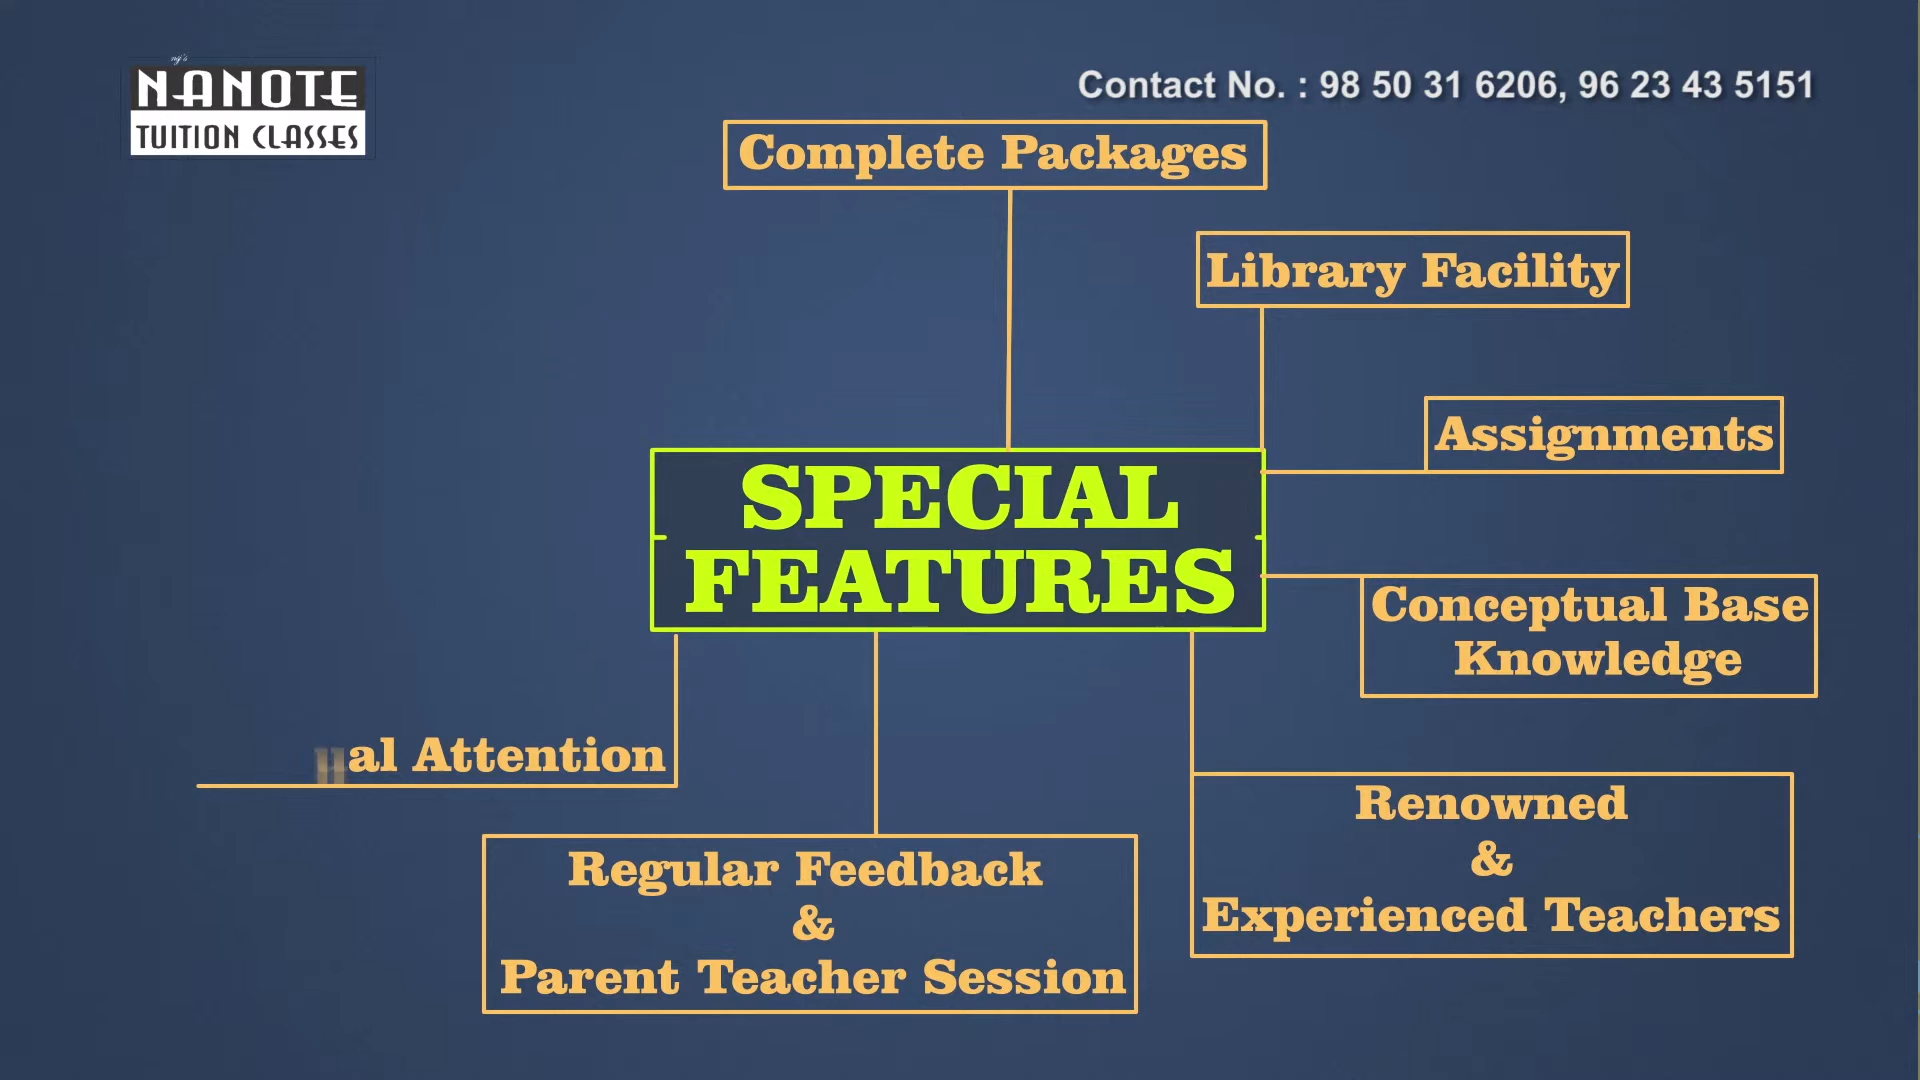 NANOTE
TUITION CLASSES
Contact No. : 98 50 31 6206, 96 23 43 5151
Complete Packages
Library Facility
Assignments
SPECIAL
FEATURES
Conceptual Base
Knowledge
al Attention
Renowned
&
Experienced Teachers
Regular Feedback
&
Parent Teacher Session